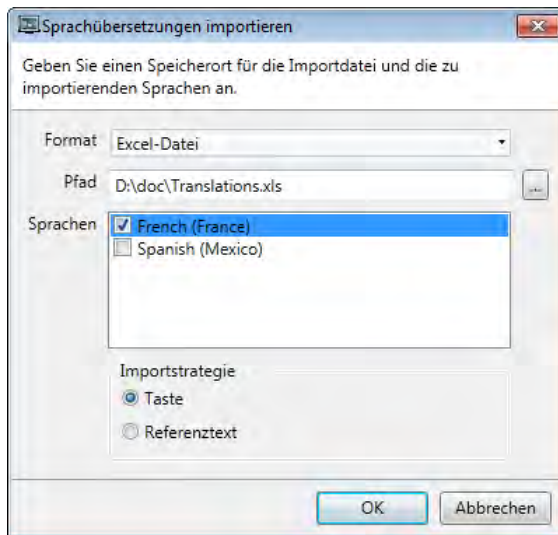 Sprachübersetzungen importieren
Geben Sie einen Speicherort für die Importdatei und die zu
importierenden Sprachen an.
Format Excel-Datei
Pfad D:\doc\Translations.xls ...
Sprachen French (France)
Spanish (Mexico)
Importstrategie
Taste
Referenztext
OK Abbrechen